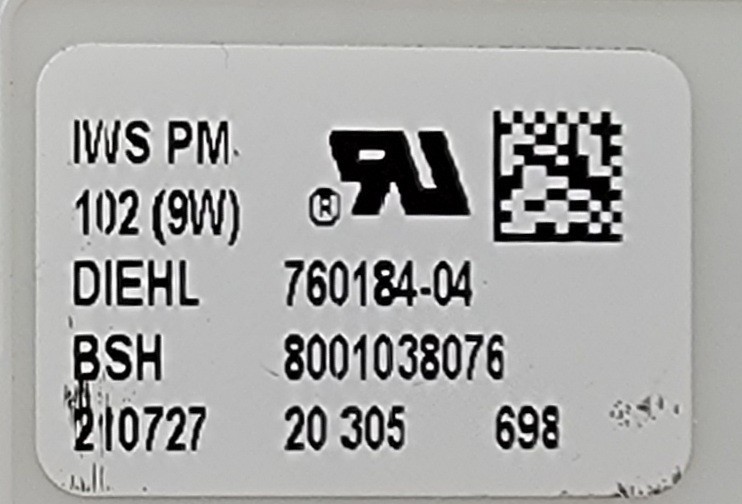 IWS PM
102 (9W)
DIEHL 760184-04
BSH 8001038076
210727 20 305 698